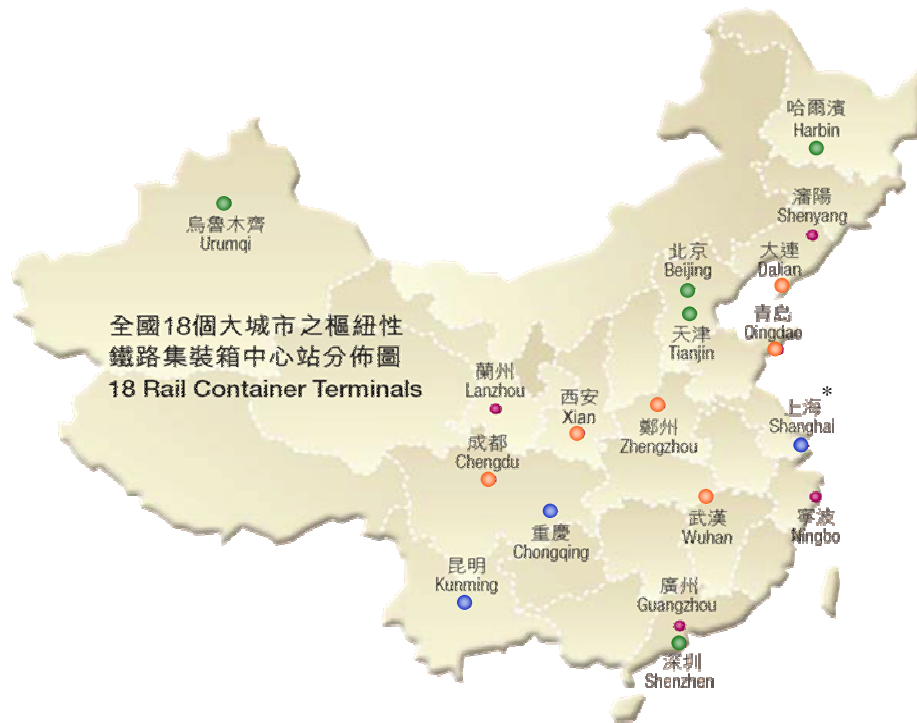 哈爾濱
Harbin
瀋陽
Shenyang
烏魯木齊
Urumqi
北京
Beijing
大連
Dalian
青島
Qingdao
天津
Tianjin
全國18個大城市之樞紐性
鐵路集裝箱中心站分佈圖
18 Rail Container Terminals
蘭州
Lanzhou
西安
Xian
鄭州
Zhengzhou
上海*
Shanghai
成都
Chengdu
重慶
Chongqing
武漢
Wuhan
寧波
Ningbo
昆明
Kunming
廣州
Guangzhou
深圳
Shenzhen